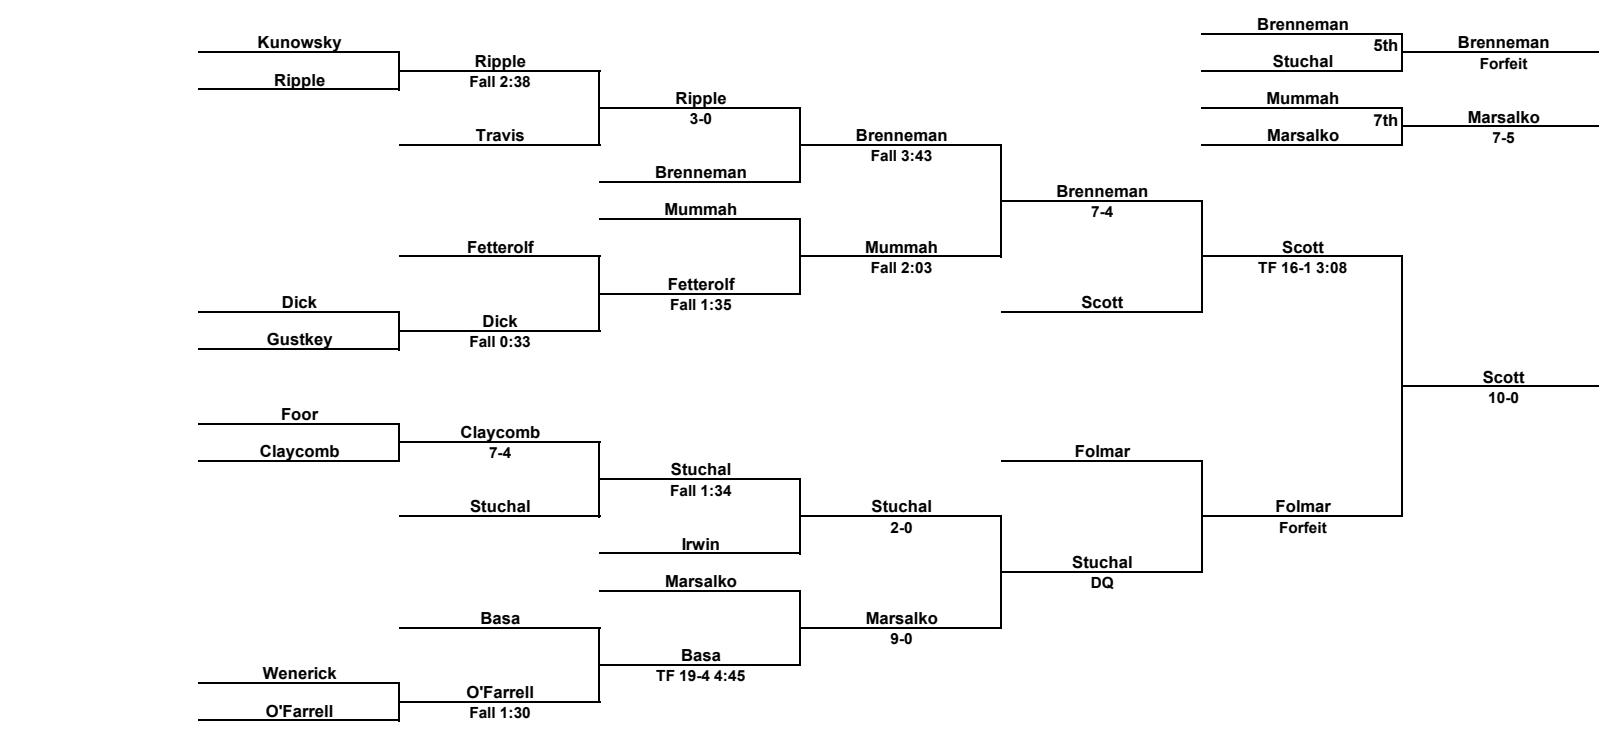 Brenneman
5th
Stuchal
Brenneman
Forfeit
Mummah
7th
Marsalko
Marsalko
7-5
Kunowsky
Ripple
Ripple
Fall 2:38
Travis
Ripple
3-0
Brenneman
Brenneman
Fall 3:43
Mummah
Fetterolf
Dick
Gustkey
Dick
Fall 0:33
Fetterolf
Fall 1:35
Mummah
Fall 2:03
Brenneman
7-4
Scott
Scott
TF 16-1 3:08
Foor
Claycomb
Claycomb
7-4
Stuchal
Stuchal
Fall 1:34
Irwin
Stuchal
2-0
Marsalko
Basa
Wenerick
O'Farrell
O'Farrell
Fall 1:30
Basa
TF 19-4 4:45
Marsalko
9-0
Folmar
Stuchal
DQ
Folmar
Forfeit
Scott
10-0